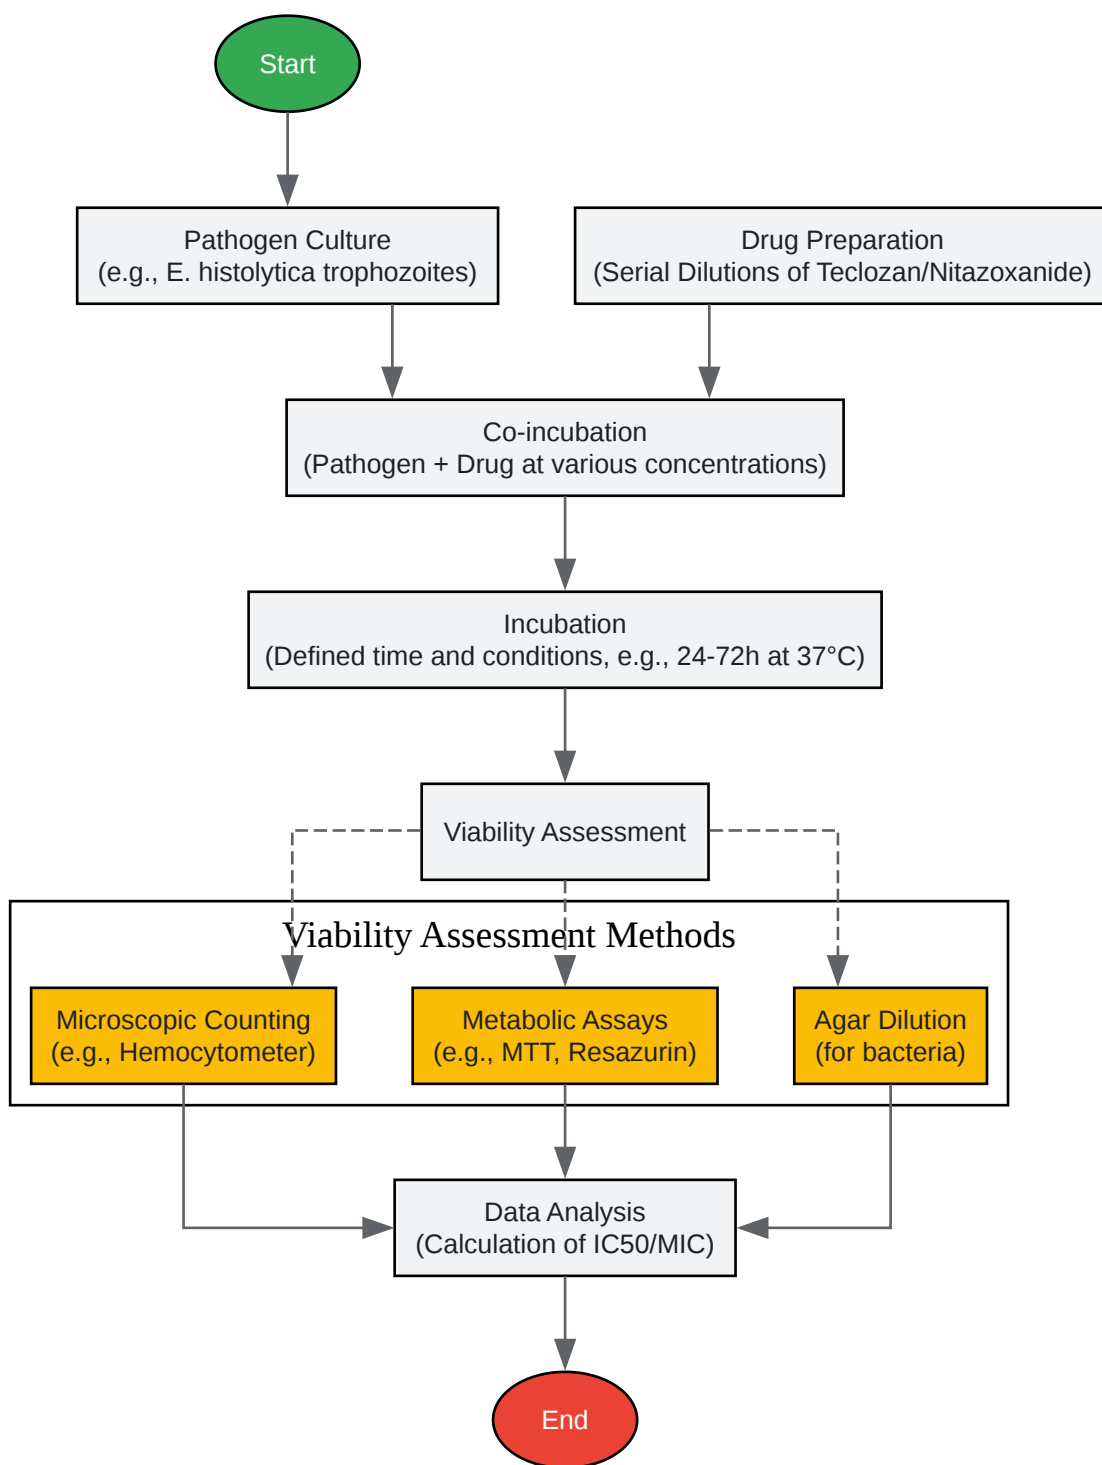 Start
Pathogen Culture
(e.g., E. histolytica trophozoites)
Drug Preparation
(Serial Dilutions of Teclozan/Nitazoxanide)
Co-incubation
(Pathogen + Drug at various concentrations)
Incubation
(Defined time and conditions, e.g., 24-72h at 37°C)
Viability Assessment
Viability Assessment Methods
Microscopic Counting
(e.g., Hemocytometer)
Metabolic Assays
(e.g., MTT, Resazurin)
Agar Dilution
(for bacteria)
Data Analysis
(Calculation of IC50/MIC)
End